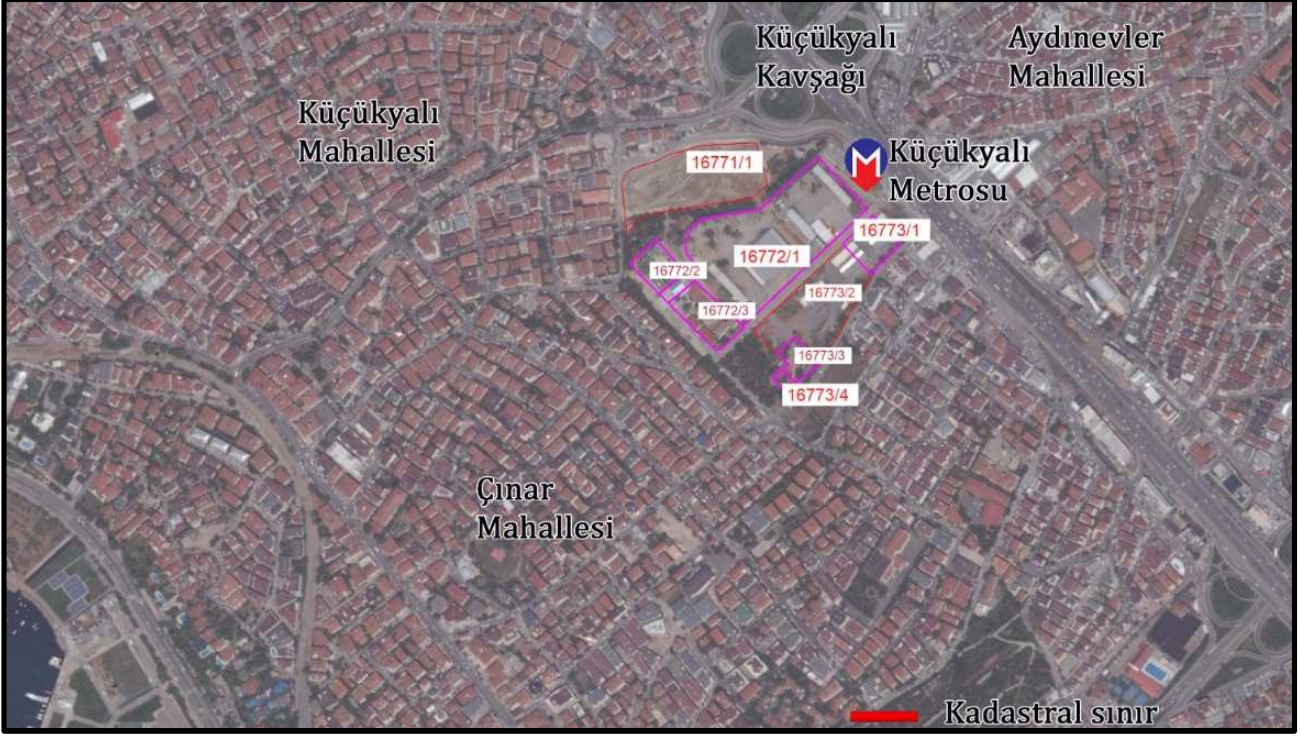 Küçükyalı
Kavşağı
Aydınevler
Mahallesi
Küçükyalı
Mahallesi
M
Küçükyalı
Metrosu
16771/1
16773/1
16772/1
16772/2
16773/2
16772/3
16773/3
16773/4
Çınar
Mahallesi
Kadastral sınır